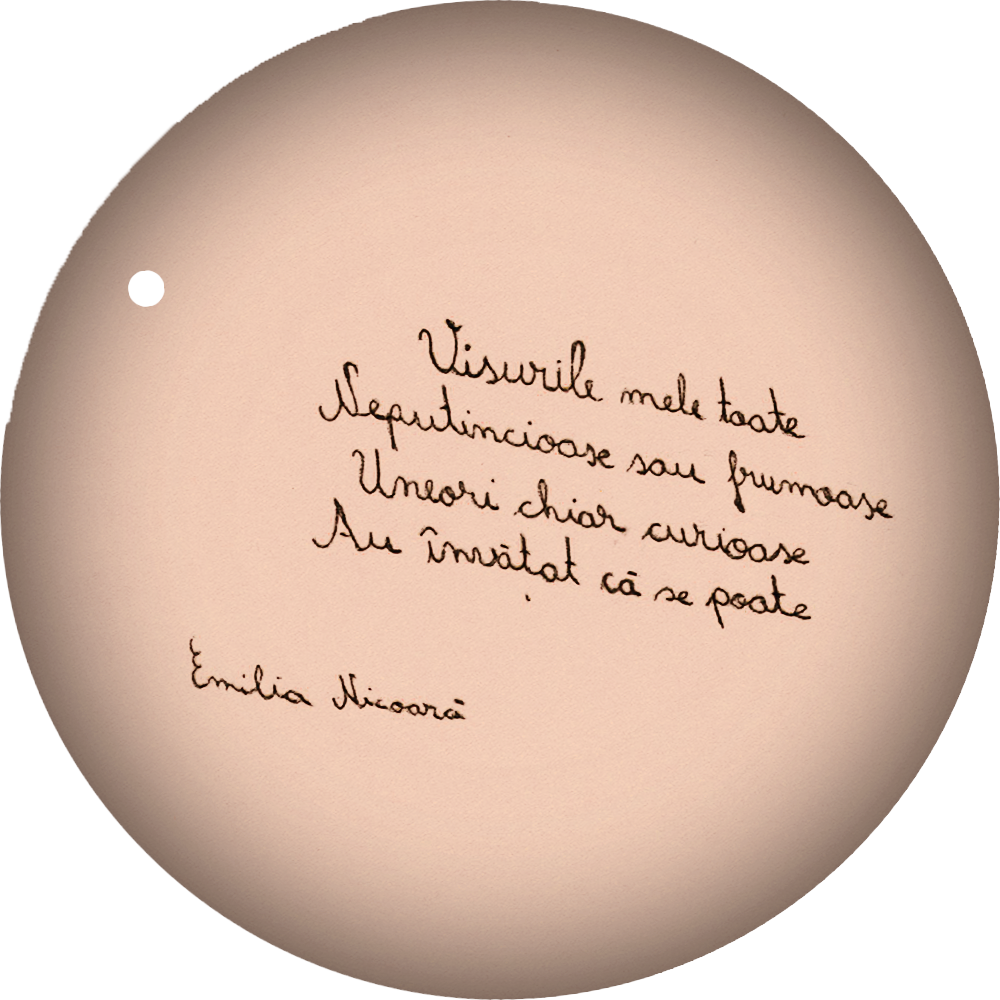 Visurile mele toate
Neputincioase sau frumoase
Uneori chiar curioase
Au învățat că se poate
Emilia Nicoară